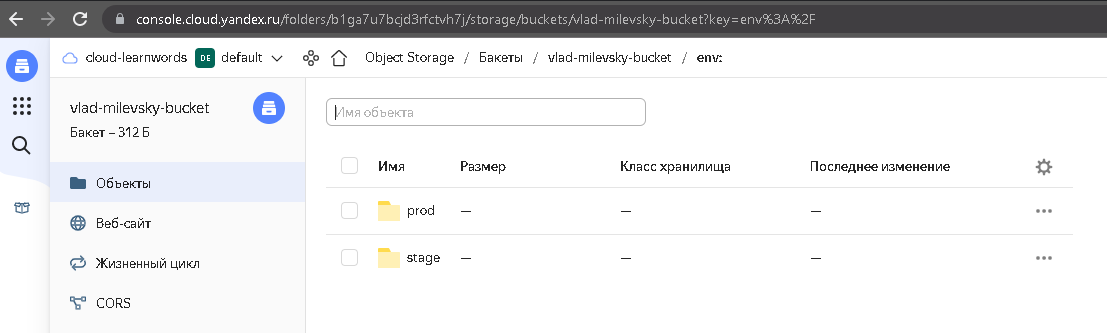 console.cloud.yandex.ru/folders/b1ga7u7bcjd3rfctvh7j/storage/buckets/vlad-milevsky-bucket?key=env%3A%2F
cloud-learnwords DE default Object Storage / Бакеты / vlad-milevsky-bucket / env:
vlad-milevsky-bucket
Бакет – 312 Б
Объекты
Веб-сайт
Жизненный цикл
CORS
Имя объекта
Имя Размер Класс хранилища Последнее изменение
prod — — —
stage — — —